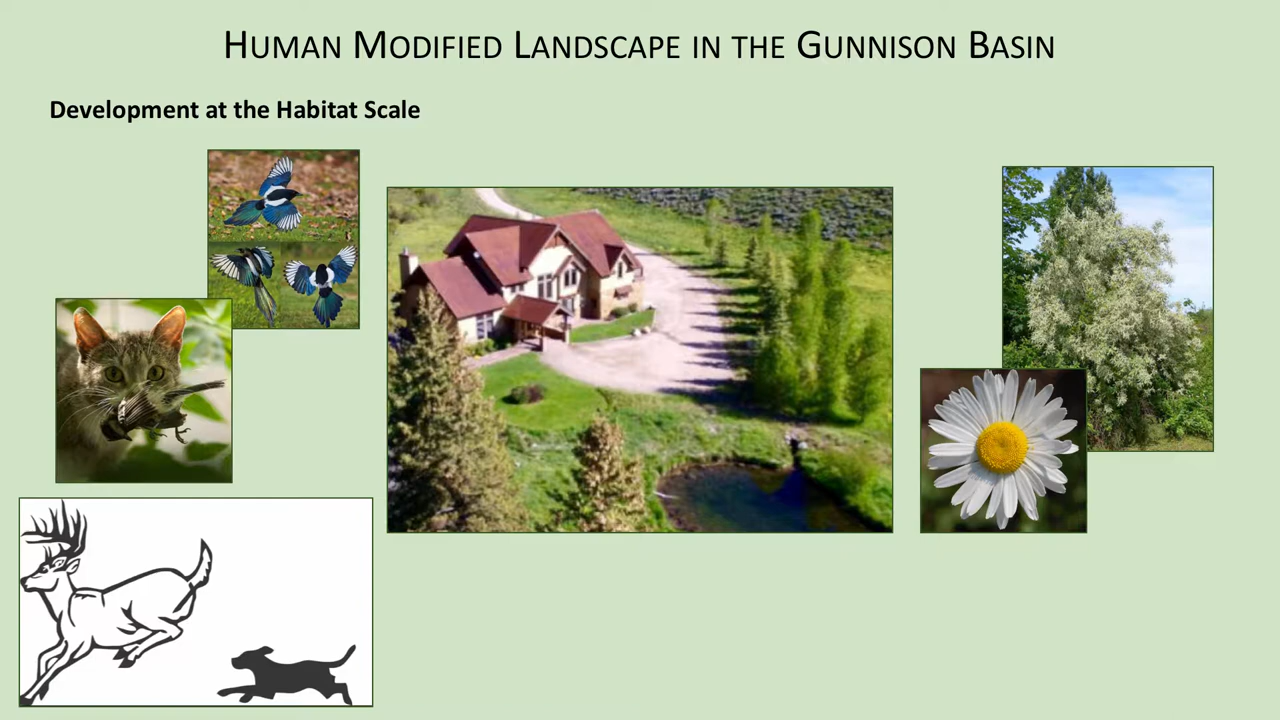 Human Modified Landscape in the Gunnison Basin
Development at the Habitat Scale